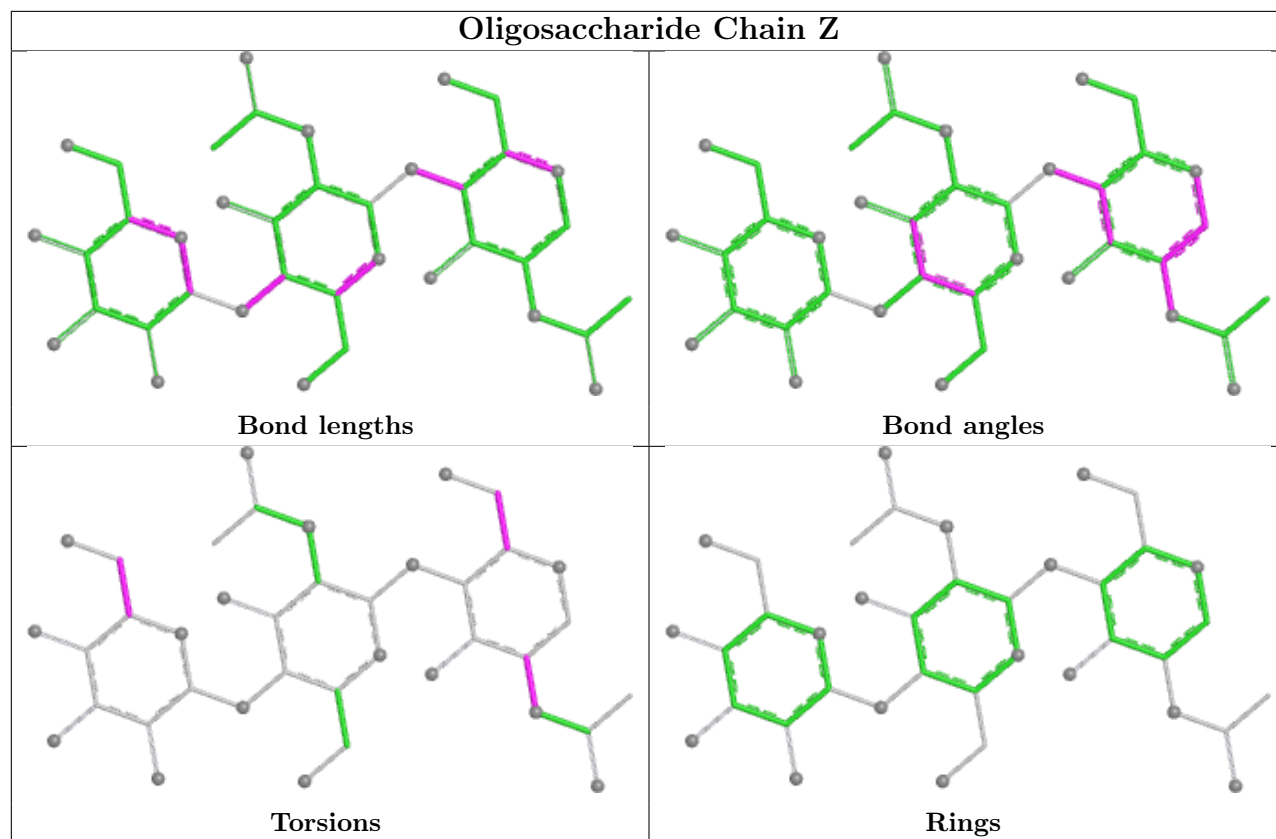 Oligosaccharide Chain Z
Bond lengths
Bond angles
Torsions
Rings